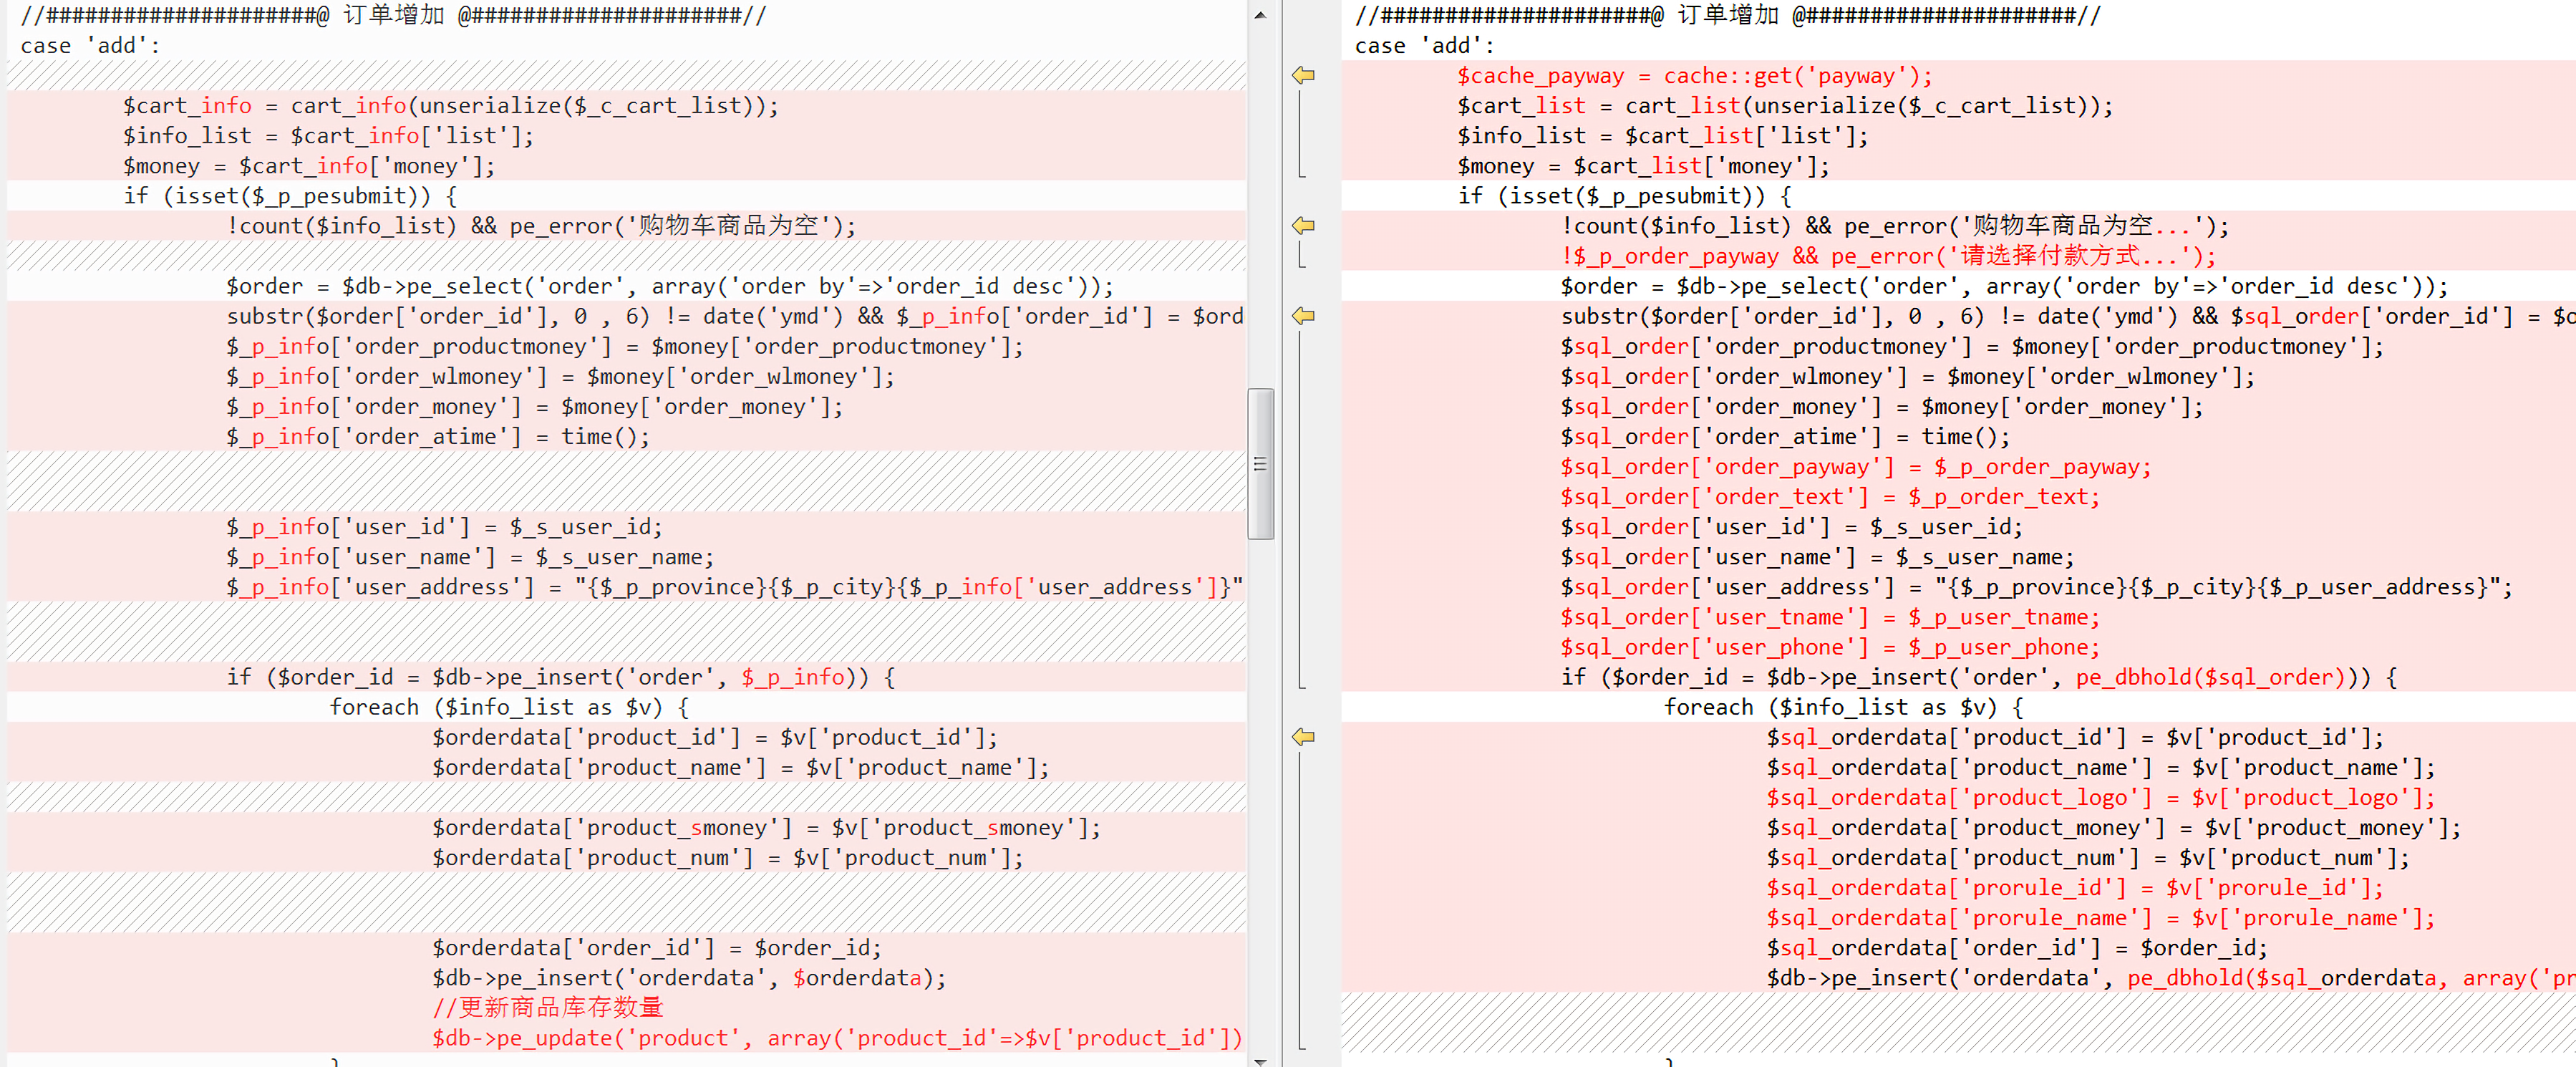 //#####################@ 订单增加 @#####################//
case 'add':
$cart_info = cart_info(unserialize($_c_cart_list));
$info_list = $cart_info['list'];
$money = $cart_info['money'];
if (isset($_p_pesubmit)) {
!count($info_list) && pe_error('购物车商品为空');
$order = $db->pe_select('order', array('order by'=>'order_id desc'));
substr($order['order_id'], 0 , 6) != date('ymd') && $_p_info['order_id'] = $ord
$_p_info['order_productmoney'] = $money['order_productmoney'];
$_p_info['order_wlmoney'] = $money['order_wlmoney'];
$_p_info['order_money'] = $money['order_money'];
$_p_info['order_atime'] = time();
$_p_info['user_id'] = $_s_user_id;
$_p_info['user_name'] = $_s_user_name;
$_p_info['user_address'] = "{$_p_province}{$_p_city}{$_p_info['user_address']}"
if ($order_id = $db->pe_insert('order', $_p_info)) {
foreach ($info_list as $v) {
$orderdata['product_id'] = $v['product_id'];
$orderdata['product_name'] = $v['product_name'];
$orderdata['product_smoney'] = $v['product_smoney'];
$orderdata['product_num'] = $v['product_num'];
$orderdata['order_id'] = $order_id;
$db->pe_insert('orderdata', $orderdata);
//更新商品库存数量
$db->pe_update('product', array('product_id'=>$v['product_id'])
}
//#####################@ 订单增加 @#####################//
case 'add':
$cache_payway = cache::get('payway');
$cart_list = cart_list(unserialize($_c_cart_list));
$info_list = $cart_list['list'];
$money = $cart_list['money'];
if (isset($_p_pesubmit)) {
!count($info_list) && pe_error('购物车商品为空...');
!$_p_order_payway && pe_error('请选择付款方式...');
$order = $db->pe_select('order', array('order by'=>'order_id desc'));
substr($order['order_id'], 0 , 6) != date('ymd') && $sql_order['order_id'] = $o
$sql_order['order_productmoney'] = $money['order_productmoney'];
$sql_order['order_wlmoney'] = $money['order_wlmoney'];
$sql_order['order_money'] = $money['order_money'];
$sql_order['order_atime'] = time();
$sql_order['order_payway'] = $_p_order_payway;
$sql_order['order_text'] = $_p_order_text;
$sql_order['user_id'] = $_s_user_id;
$sql_order['user_name'] = $_s_user_name;
$sql_order['user_address'] = "{$_p_province}{$_p_city}{$_p_user_address}";
$sql_order['user_tname'] = $_p_user_tname;
$sql_order['user_phone'] = $_p_user_phone;
if ($order_id = $db->pe_insert('order', pe_dbhold($sql_order))) {
foreach ($info_list as $v) {
$sql_orderdata['product_id'] = $v['product_id'];
$sql_orderdata['product_name'] = $v['product_name'];
$sql_orderdata['product_logo'] = $v['product_logo'];
$sql_orderdata['product_money'] = $v['product_money'];
$sql_orderdata['product_num'] = $v['product_num'];
$sql_orderdata['prorule_id'] = $v['prorule_id'];
$sql_orderdata['prorule_name'] = $v['prorule_name'];
$sql_orderdata['order_id'] = $order_id;
$db->pe_insert('orderdata', pe_dbhold($sql_orderdata, array('pr
}